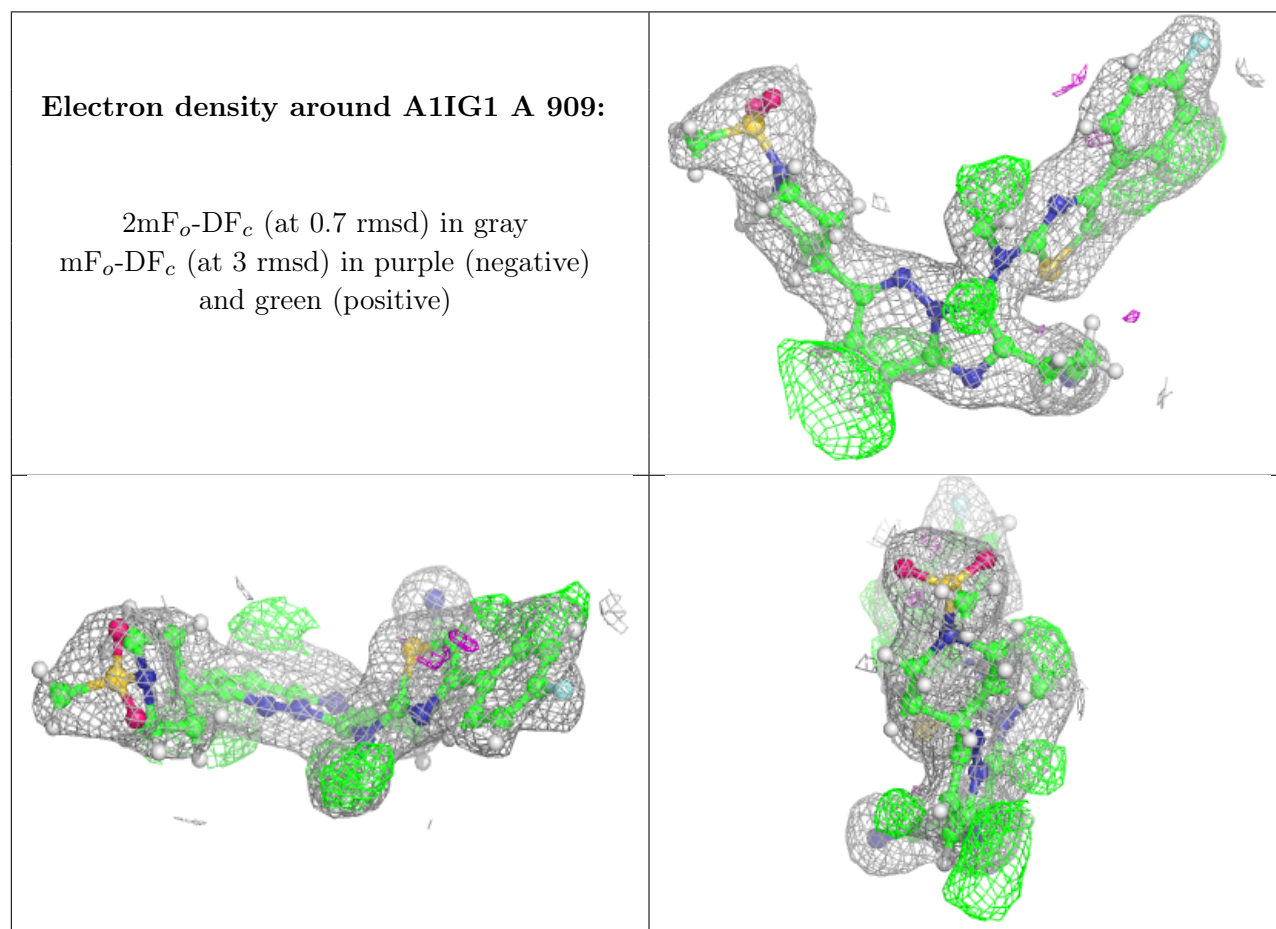 Electron density around A1IG1 A 909:
2mFo-DFc (at 0.7 rmsd) in gray
mFo-DFc (at 3 rmsd) in purple (negative)
and green (positive)